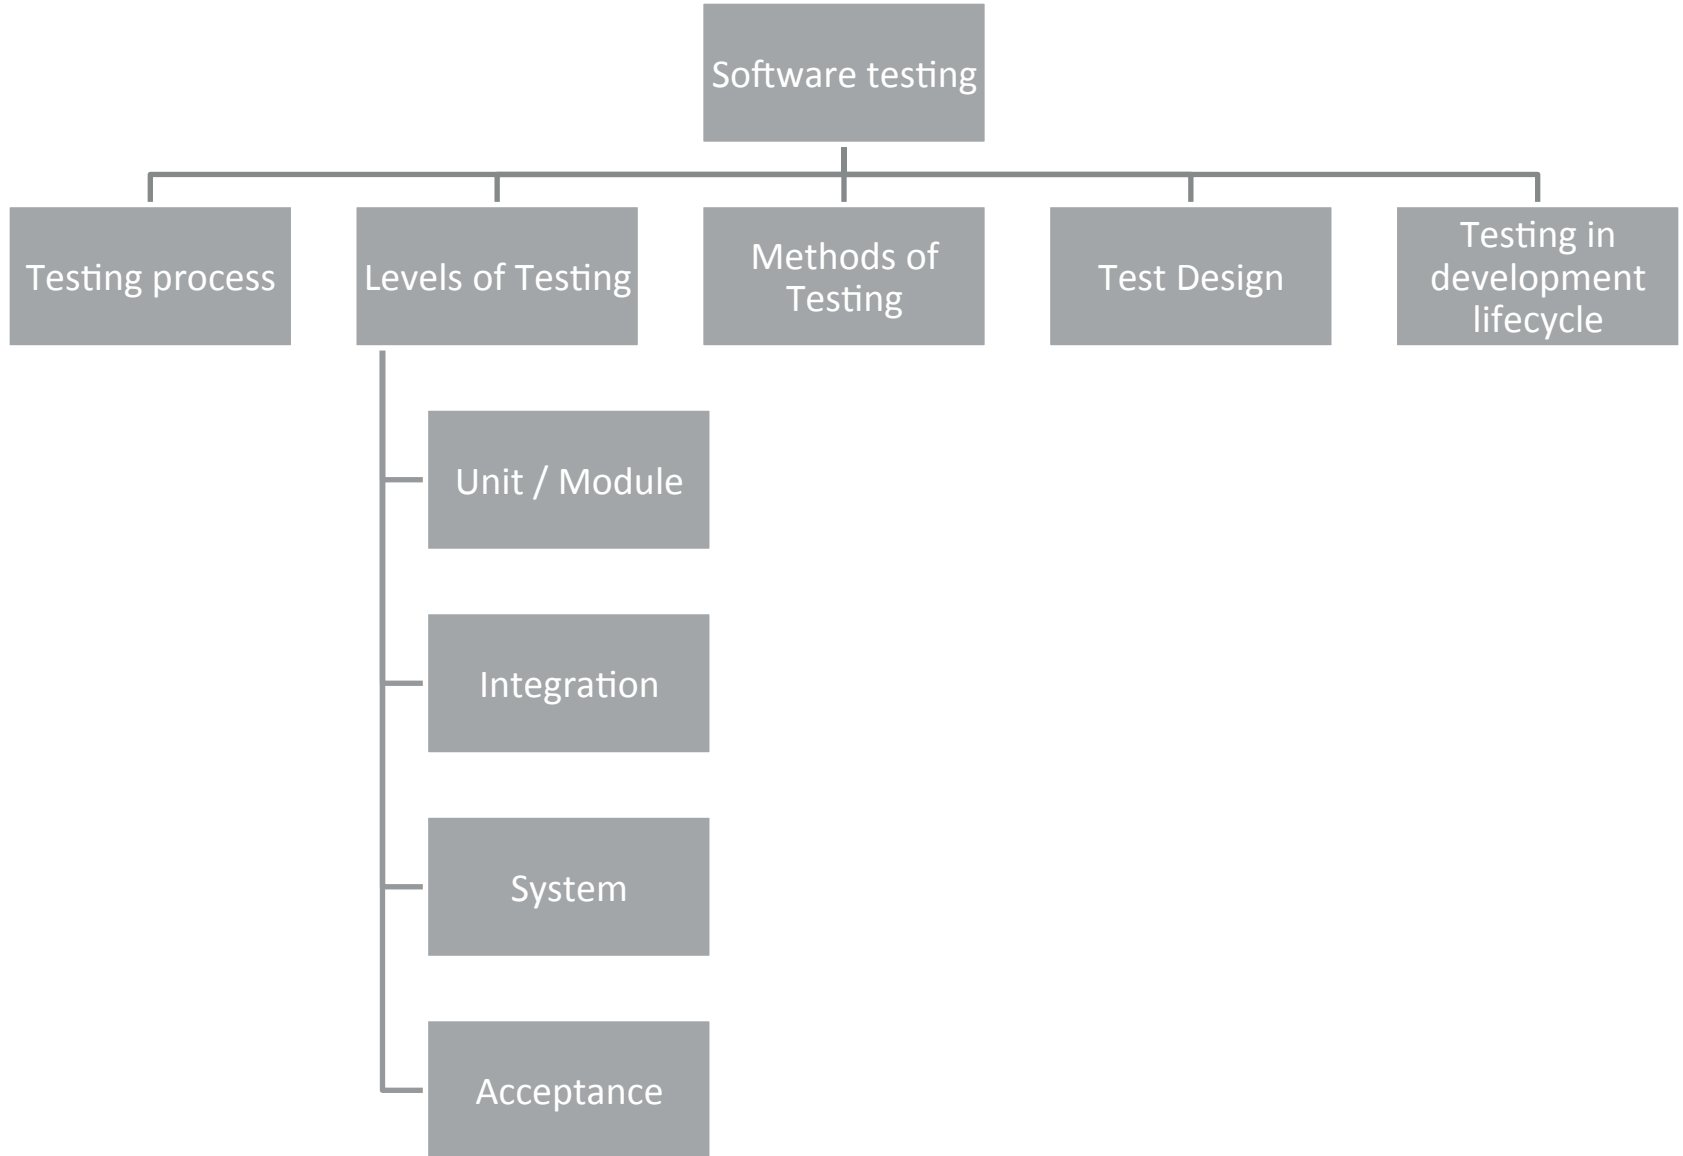 Software testing
Testing process
Levels of Testing
Methods of
Testing
Test Design
Testing in
development
lifecycle
Unit / Module
Integration
System
Acceptance